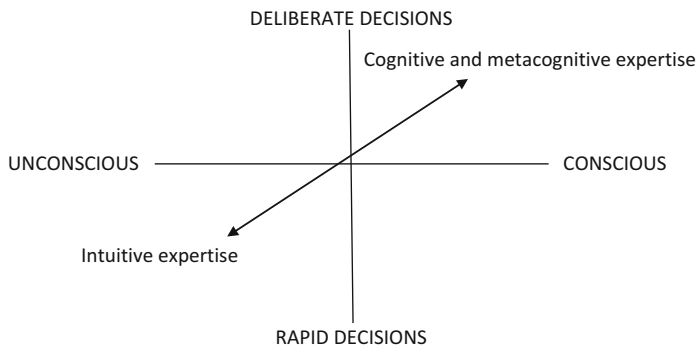 DELIBERATE DECISIONS
Cognitive and metacognitive expertise
UNCONSCIOUS
CONSCIOUS
Intuitive expertise
RAPID DECISIONS